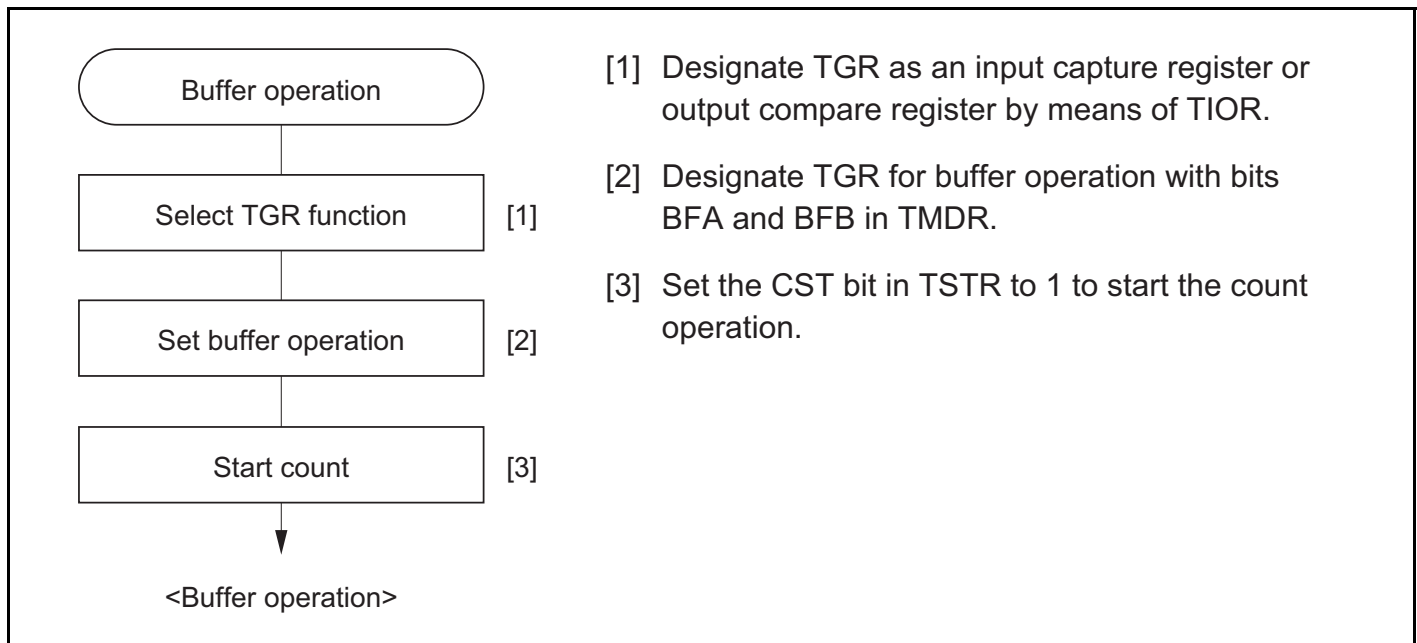 Buffer operation
Select TGR function [1]
Set buffer operation [2]
Start count [3]
<Buffer operation>
[1] Designate TGR as an input capture register or
output compare register by means of TIOR.
[2] Designate TGR for buffer operation with bits
BFA and BFB in TMDR.
[3] Set the CST bit in TSTR to 1 to start the count
operation.